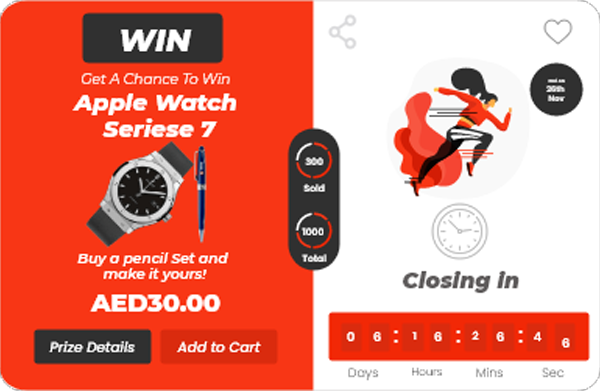 WIN
Get A Chance To Win
Apple Watch
Seriese 7
Buy a pencil Set and
make it yours!
AED30.00
Prize Details
Add to Cart
300
Sold
1000
Total
26th
Nov
Closing in
0 6 : 1 6 : 2 6 : 4 6
Days Hours Mins Sec